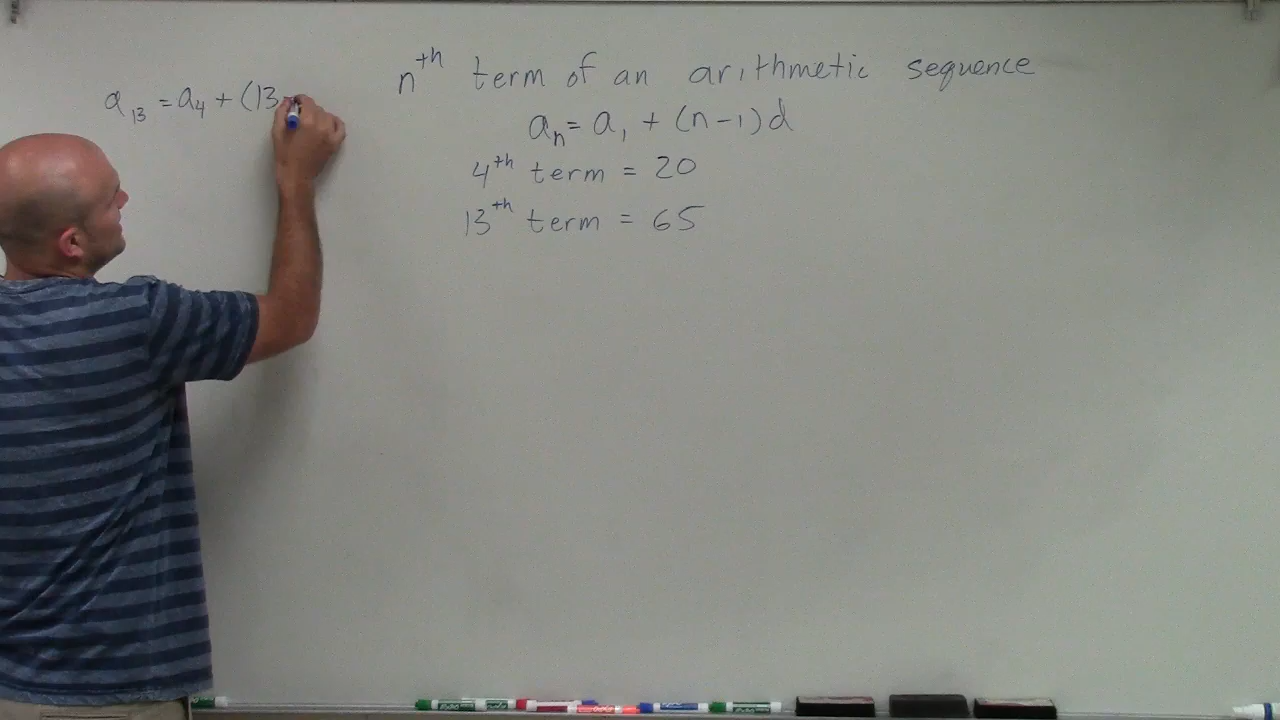 nth term of an arithmetic sequence
an = a1 + (n-1)d
4th term = 20
13th term = 65
a13 = a4 + (13 -